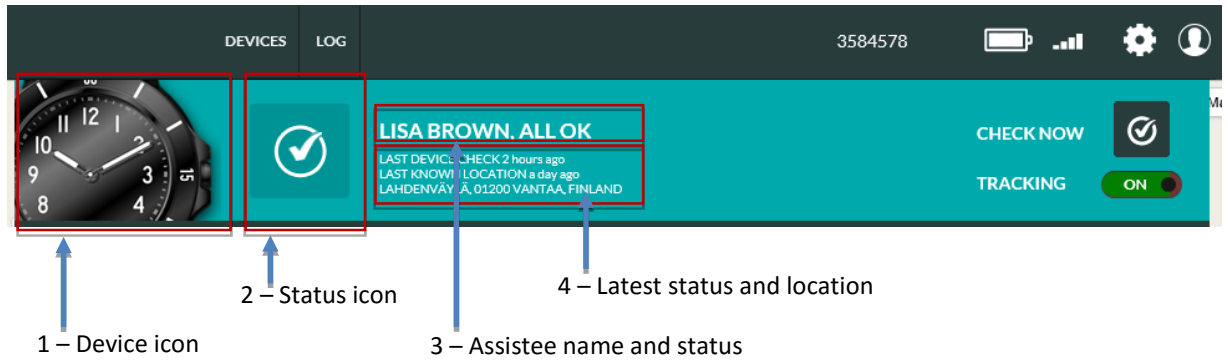 DEVICES LOG 3584578
LISA BROWN. ALL OK
LAST DEVICE CHECK 2 hours ago
LAST KNOWN LOCATION a day ago
LAHDENVÄYLÄ, 01200 VANTAA, FINLAND
CHECK NOW
TRACKING ON
12
11 1
10 2
9 3 15
8 4
2 – Status icon
4 – Latest status and location
1 – Device icon
3 – Assistee name and status